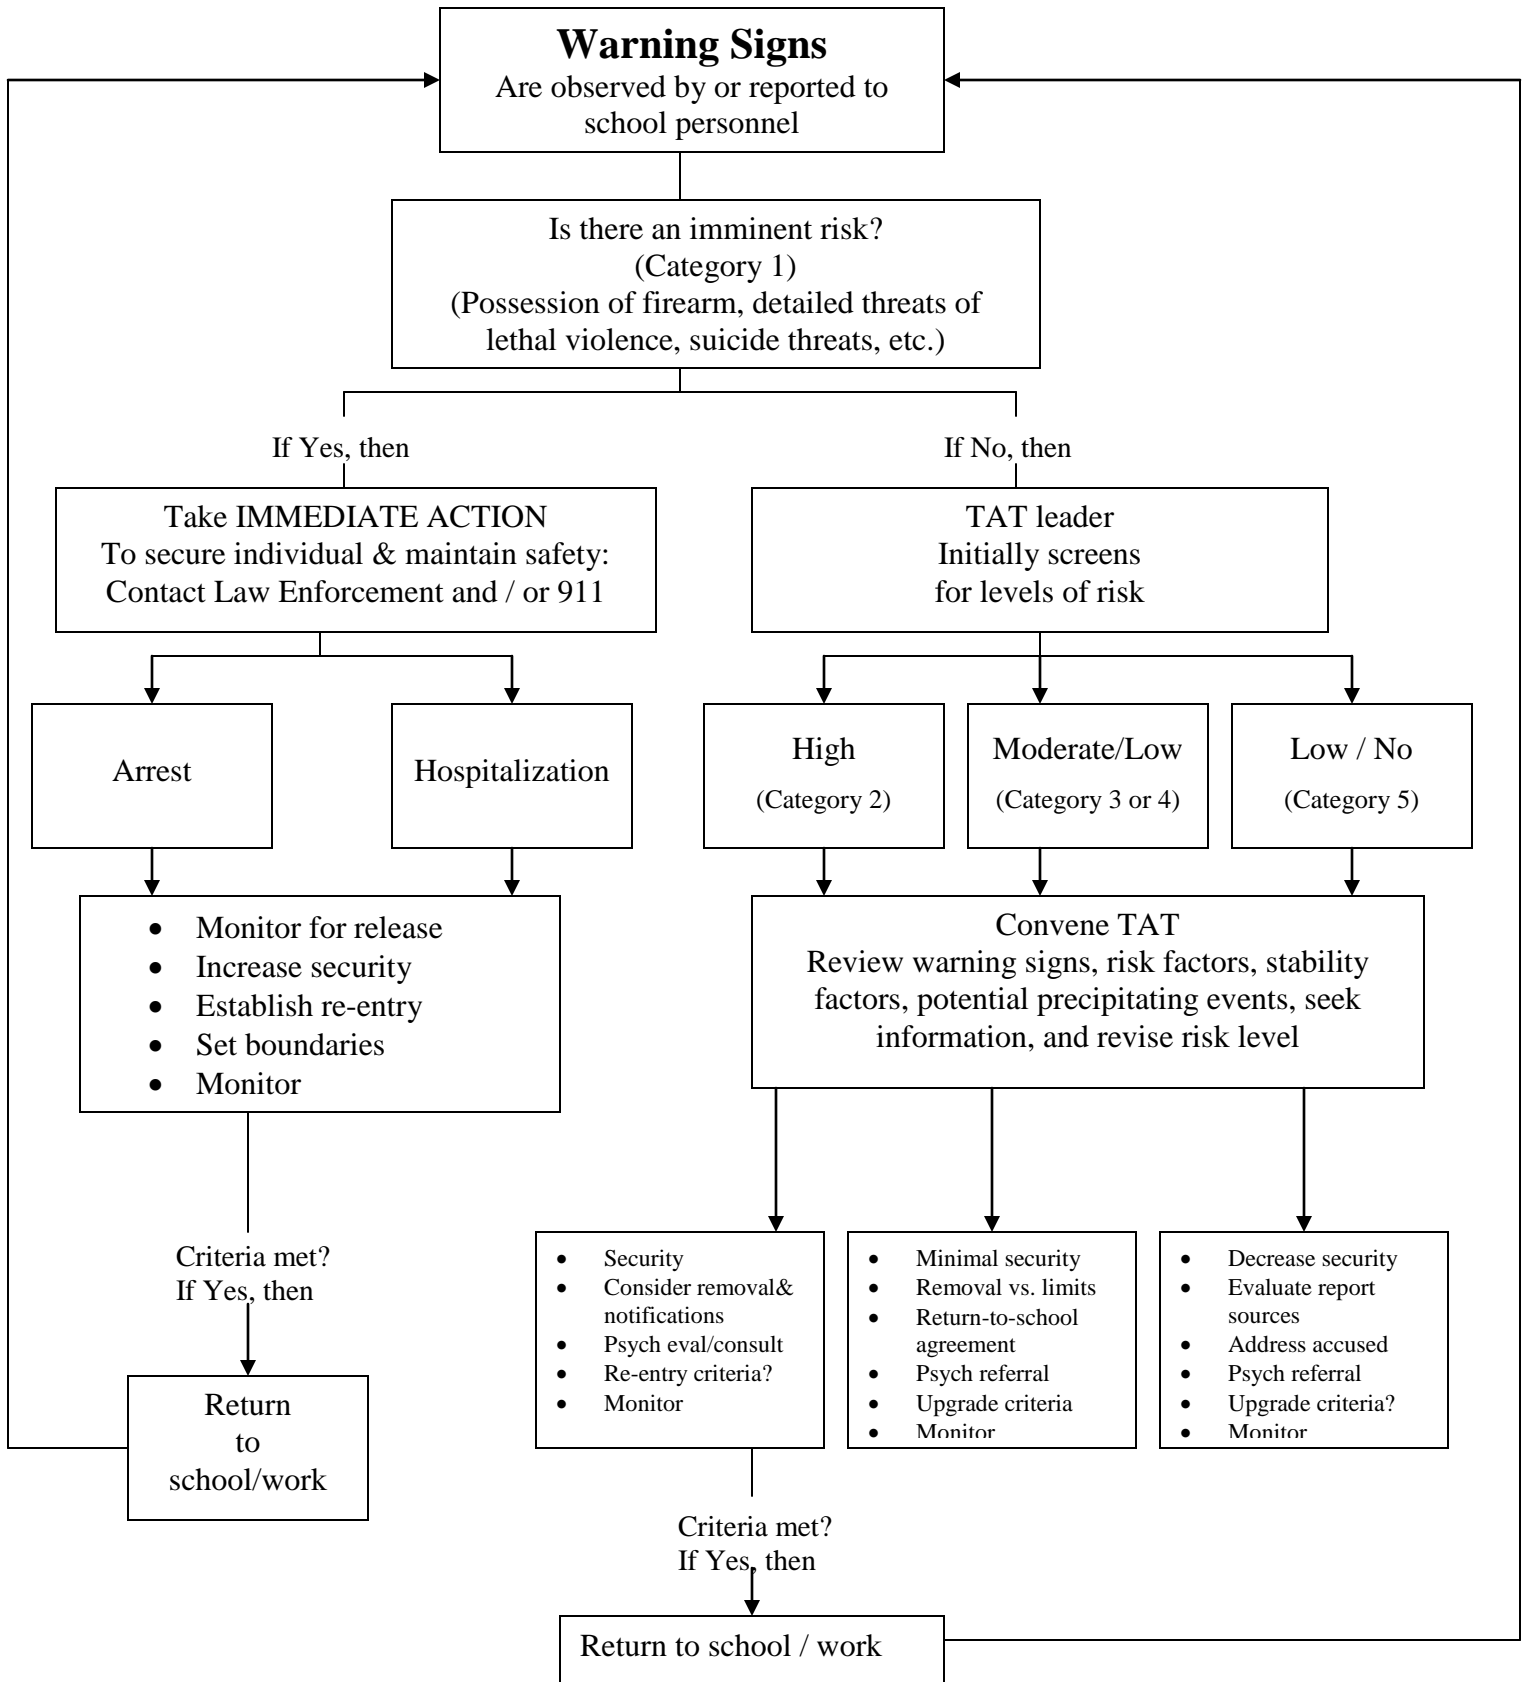 Warning Signs
Are observed by or reported to
school personnel
Is there an imminent risk?
(Category 1)
(Possession of firearm, detailed threats of
lethal violence, suicide threats, etc.)
If Yes, then
If No, then
Take IMMEDIATE ACTION
To secure individual & maintain safety:
Contact Law Enforcement and / or 911
TAT leader
Initially screens
for levels of risk
Arrest
Hospitalization
High
(Category 2)
Moderate/Low
(Category 3 or 4)
Low / No
(Category 5)
• Monitor for release
• Increase security
• Establish re-entry
• Set boundaries
• Monitor
Convene TAT
Review warning signs, risk factors, stability
factors, potential precipitating events, seek
information, and revise risk level
Criteria met?
If Yes, then
Return
to
school/work
• Security
• Consider removal&
notifications
• Psych eval/consult
• Re-entry criteria?
• Monitor
• Minimal security
• Removal vs. limits
• Return-to-school
agreement
• Psych referral
• Upgrade criteria
• Monitor
• Decrease security
• Evaluate report
sources
• Address accused
• Psych referral
• Upgrade criteria?
• Monitor
Criteria met?
If Yes, then
Return to school / work